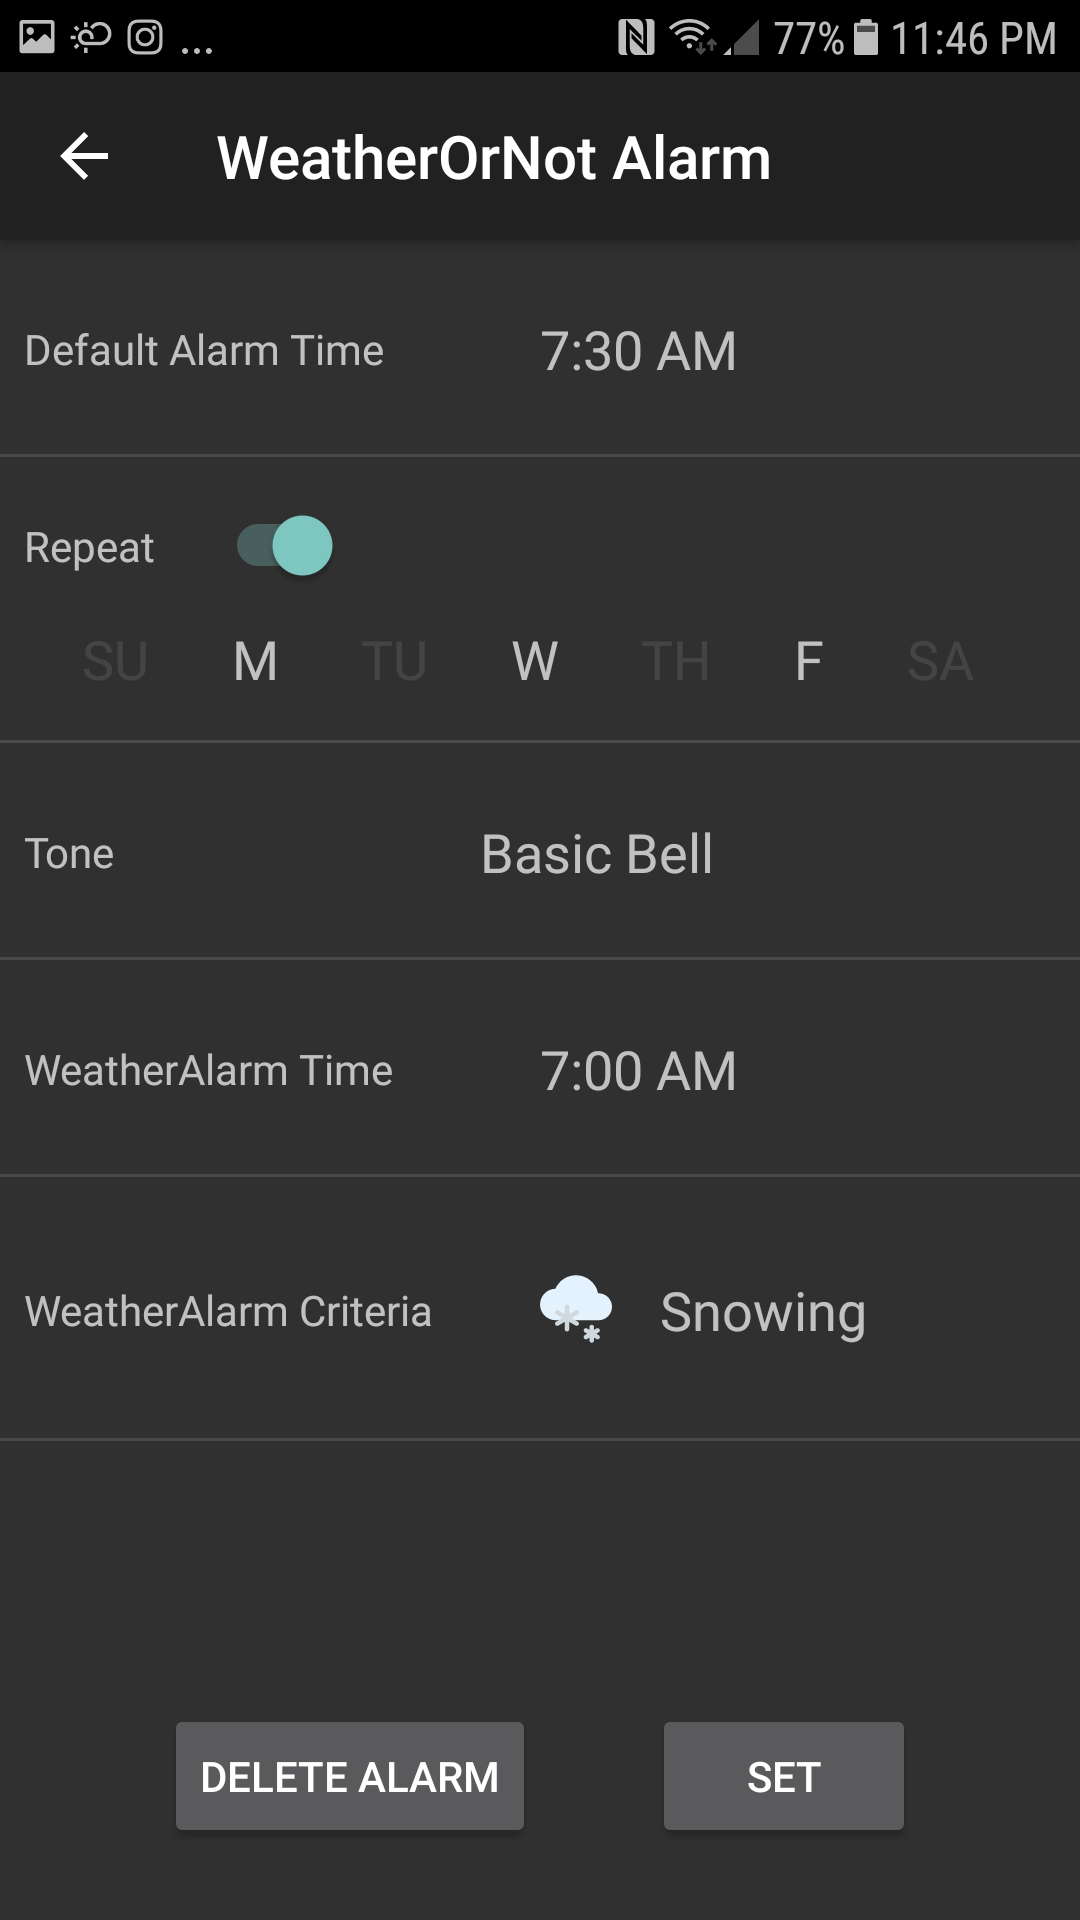 ... 77% 11:46 PM
WeatherOrNot Alarm
Default Alarm Time 7:30 AM
Repeat
SU M TU W TH F SA
Tone Basic Bell
WeatherAlarm Time 7:00 AM
WeatherAlarm Criteria Snowing
DELETE ALARM SET